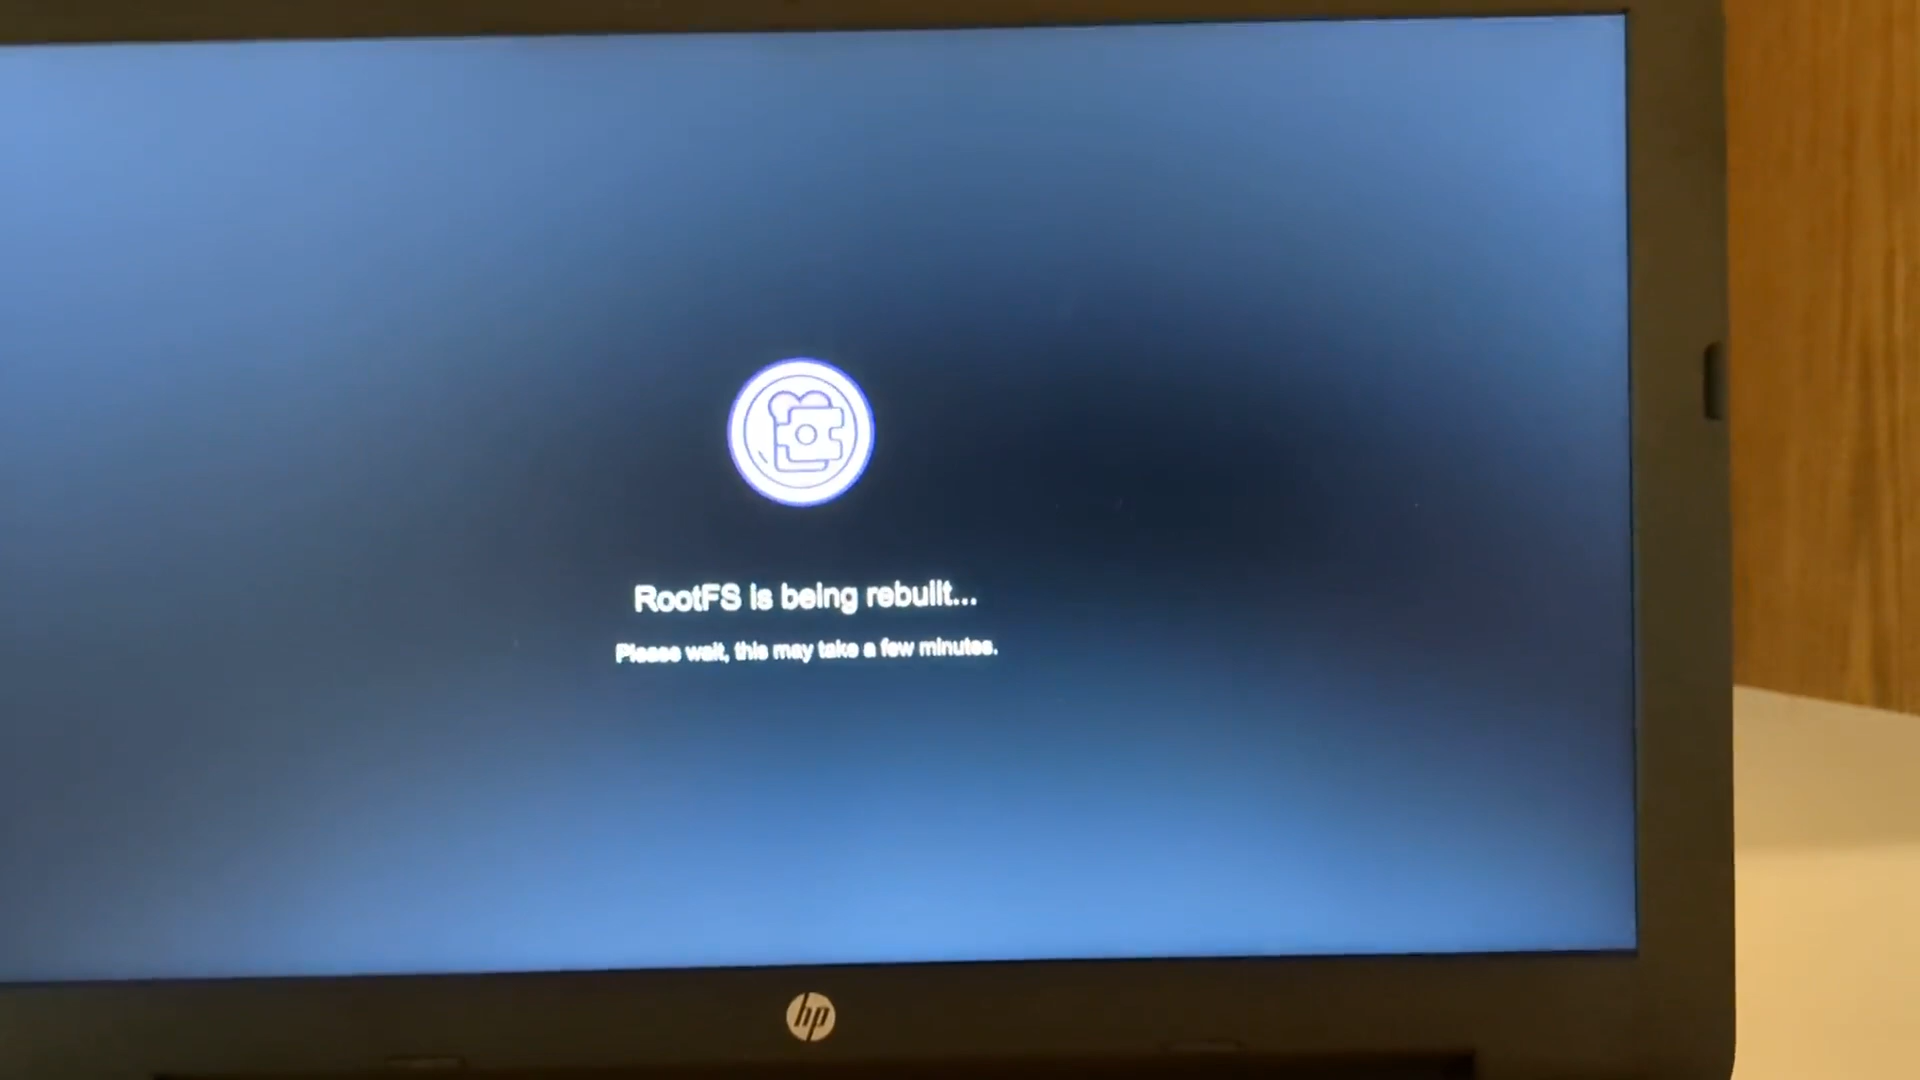 RootFS is being rebuilt...
Please wait, this may take a few minutes.
hp